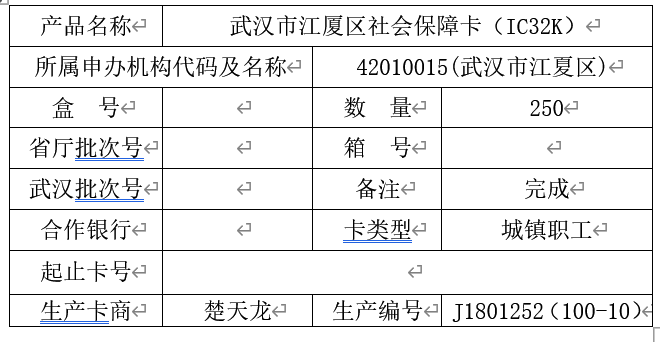 产品名称 武汉市江厦区社会保障卡（IC32K）
所属申办机构代码及名称 42010015(武汉市江厦区)
盒 号 数 量 250
省厅批次号 箱 号
武汉批次号 备注 完成
合作银行 卡类型 城镇职工
起止卡号
生产卡商 楚天龙 生产编号 J1801252（100-10）